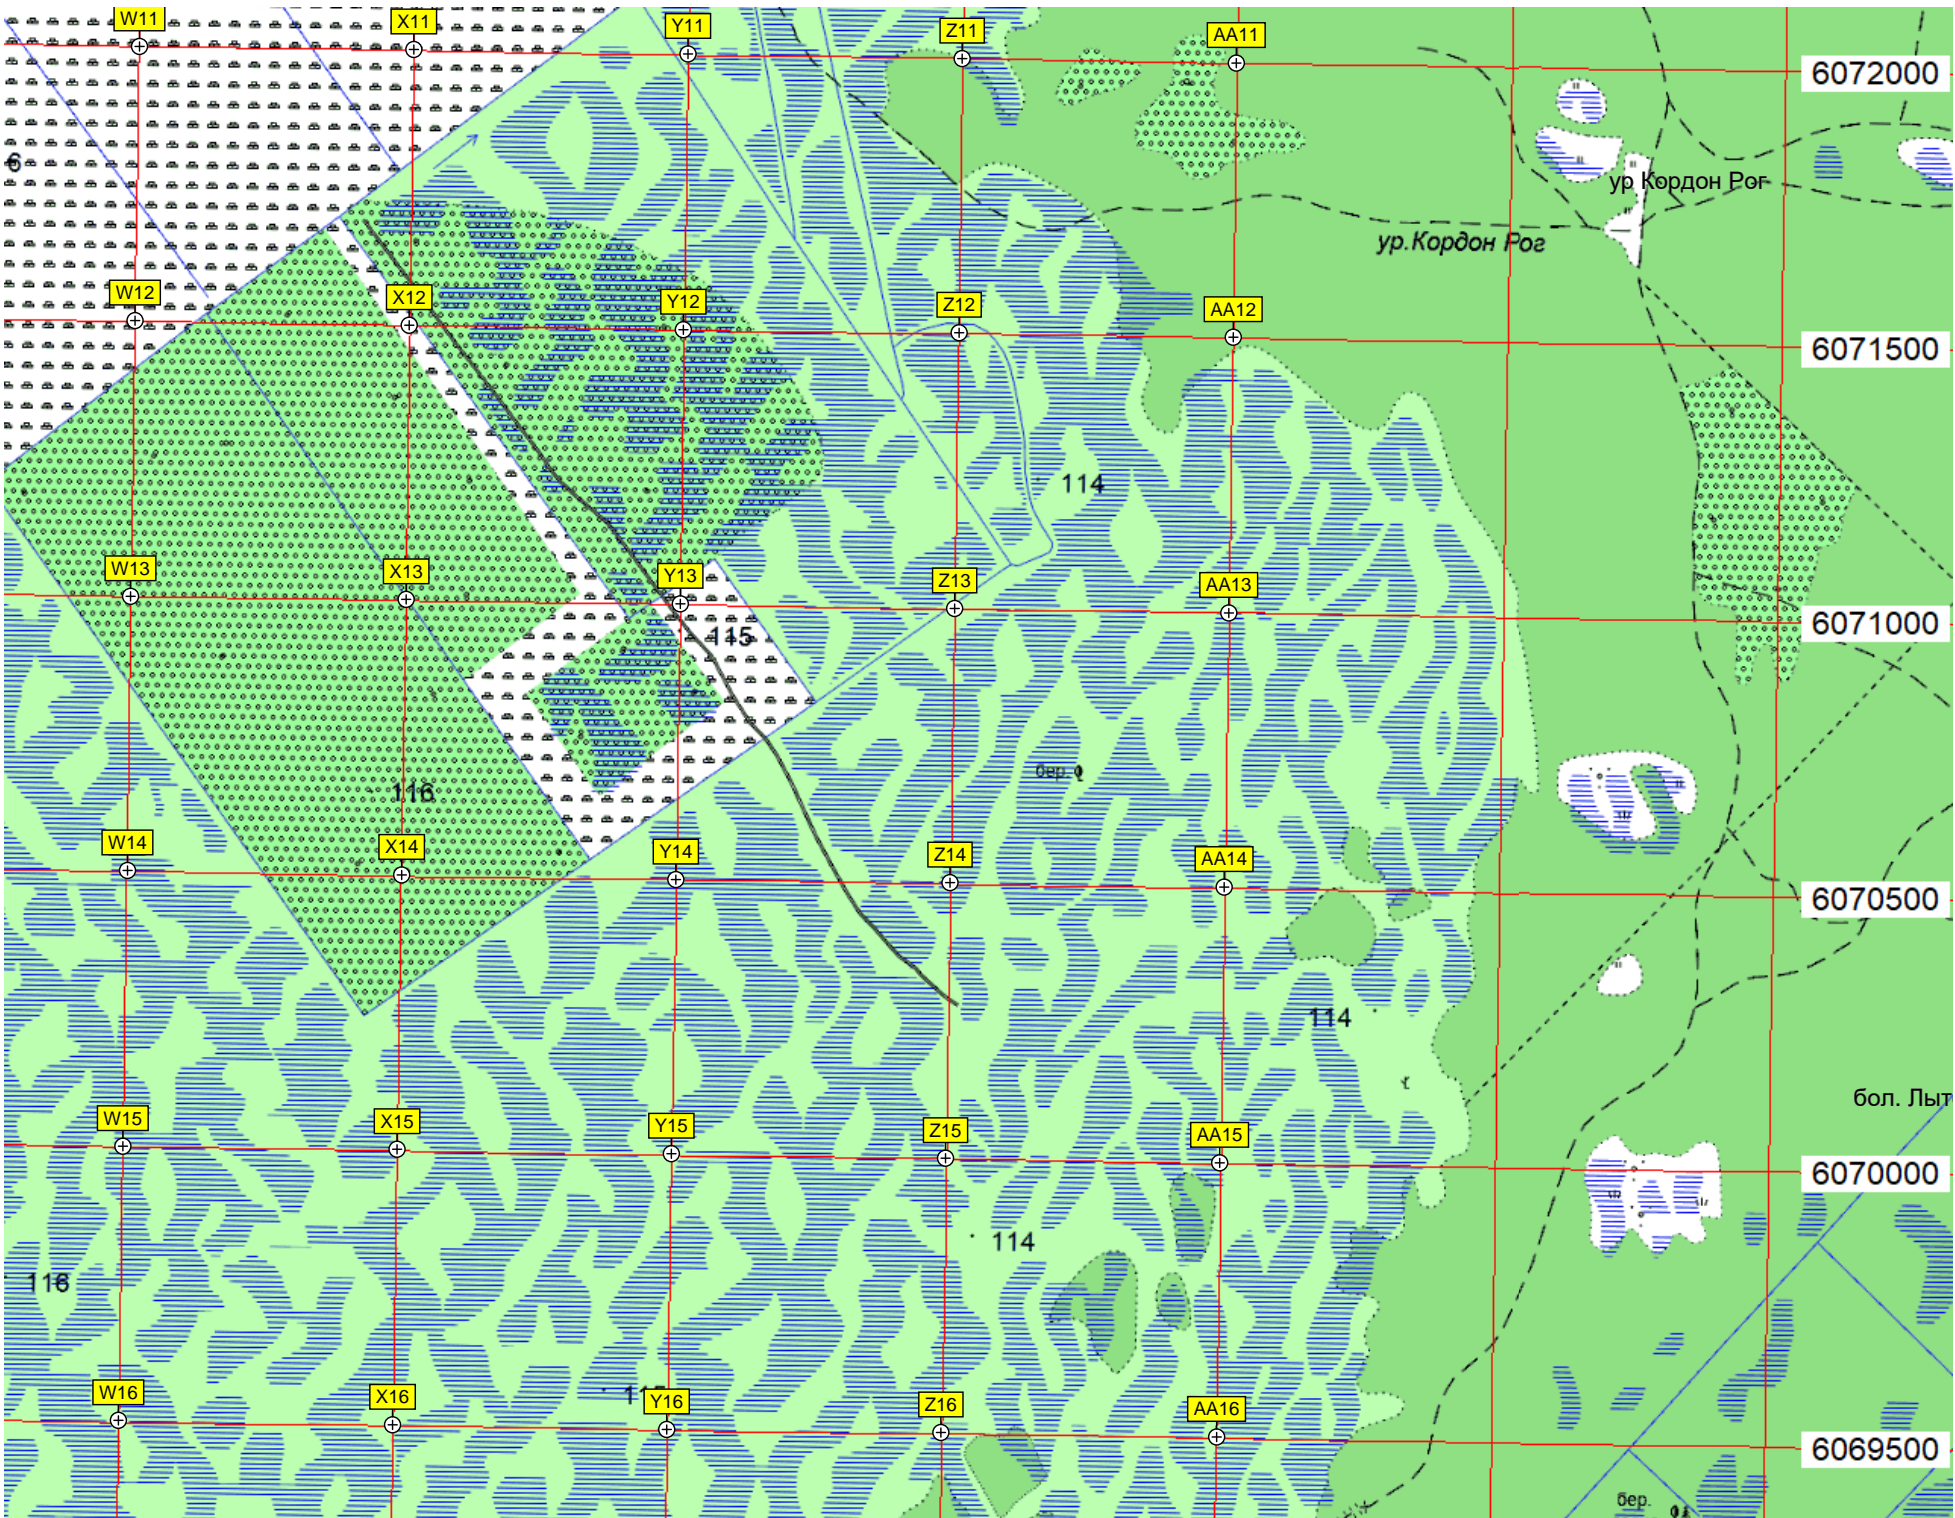 W11
X11
Y11
Z11
AA11
6072000
6
ур Кордон Рог
ур.Кордон Рог
W12
X12
Y12
Z12
AA12
6071500
114
W13
X13
Y13
Z13
AA13
6071000
115
бер.
116
W14
X14
Y14
Z14
AA14
6070500
114
бол. Лыт
W15
X15
Y15
Z15
AA15
6070000
114
116
W16
X16
Y16
Z16
AA16
6069500
бер.